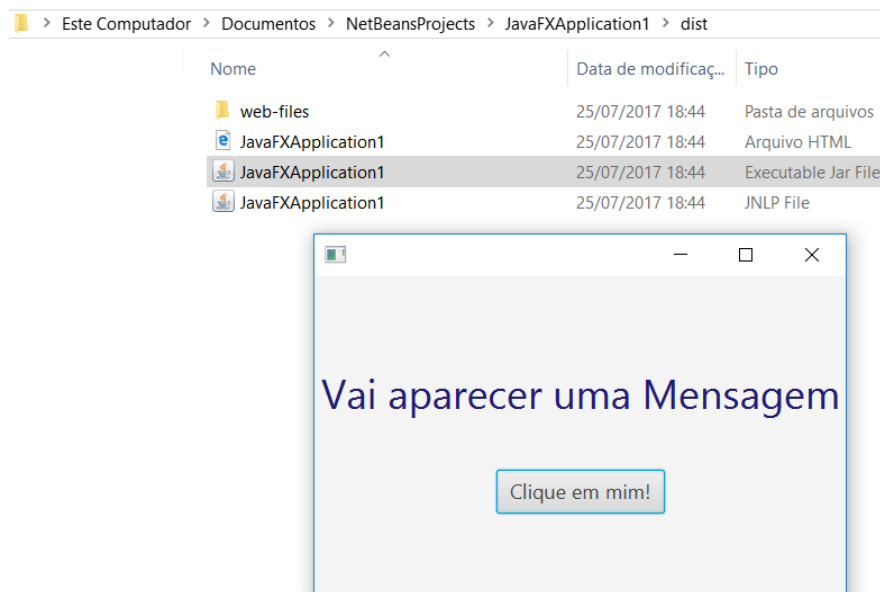 Este Computador > Documentos > NetBeansProjects > JavaFXApplication1 > dist
Nome Data de modificaç... Tipo
web-files 25/07/2017 18:44 Pasta de arquivos
JavaFXApplication1 25/07/2017 18:44 Arquivo HTML
JavaFXApplication1 25/07/2017 18:44 Executable Jar File
JavaFXApplication1 25/07/2017 18:44 JNLP File
Vai aparecer uma Mensagem
Clique em mim!